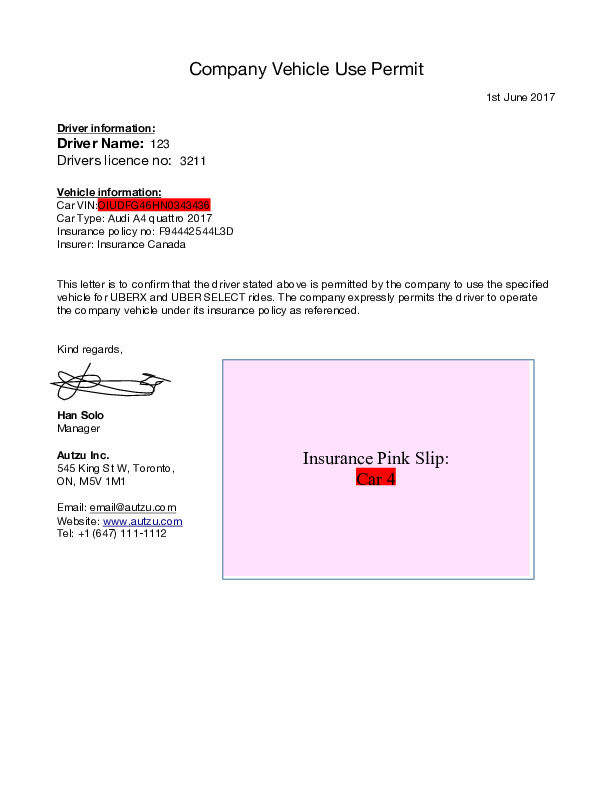 Company Vehicle Use Permit
1st June 2017
Driver information:
Driver Name: 123
Drivers licence no: 3211
Vehicle information:
Car VIN:OIUDFG46HN0343436
Car Type: Audi A4 quattro 2017
Insurance policy no: F94442544L3D
Insurer: Insurance Canada
This letter is to confirm that the driver stated above is permitted by the company to use the specified
vehicle for UBERX and UBER SELECT rides. The company expressly permits the driver to operate
the company vehicle under its insurance policy as referenced.
Kind regards,
Han Solo
Manager
Autzu Inc.
545 King St W, Toronto,
ON, M5V 1M1
Email: email@autzu.com
Website: www.autzu.com
Tel: +1 (647) 111-1112
Insurance Pink Slip:
Car 4